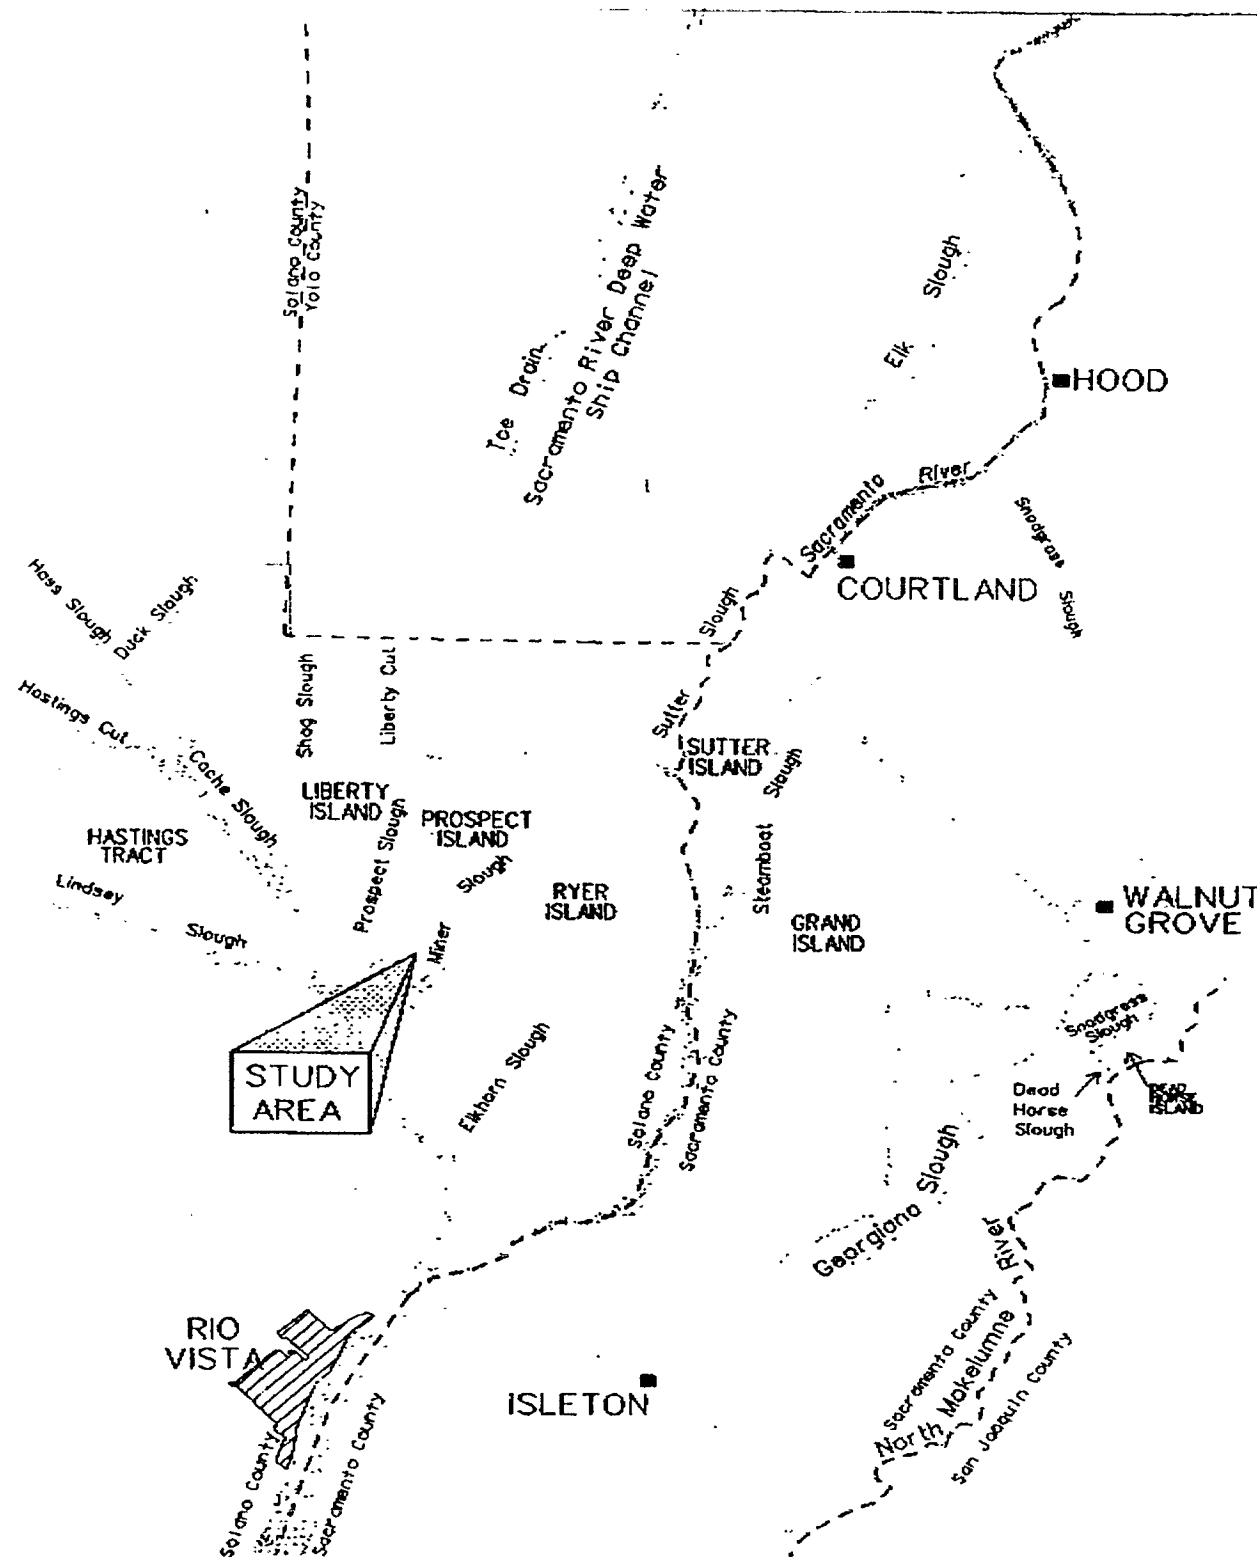 Solano County
Yolo County
Toe Drain
Sacramento River Deep Water
Ship Channel
Elk Slough
HOOD
Sacramento River
COURTLAND
Snodgrass Slough
Hass Slough
Duck Slough
Hastings Cut
Cache Slough
Shag Slough
Liberty Cut
Sutter Slough
SUTTER
ISLAND
Steamboat Slough
LIBERTY
ISLAND
Prospect Slough
PROSPECT
ISLAND
HASTINGS
TRACT
Lindsey Slough
Miner Slough
RYER
ISLAND
GRAND
ISLAND
WALNUT
GROVE
STUDY
AREA
Elkhorn Slough
Solano County
Sacramento County
Snodgrass
Slough
Dead
Horse
Slough
DEAD
HORSE
ISLAND
Georgiana Slough
RIO
VISTA
ISLETON
Sacramento County
North Mokelumne River
San Joaquin County
Solano County
Sacramento County